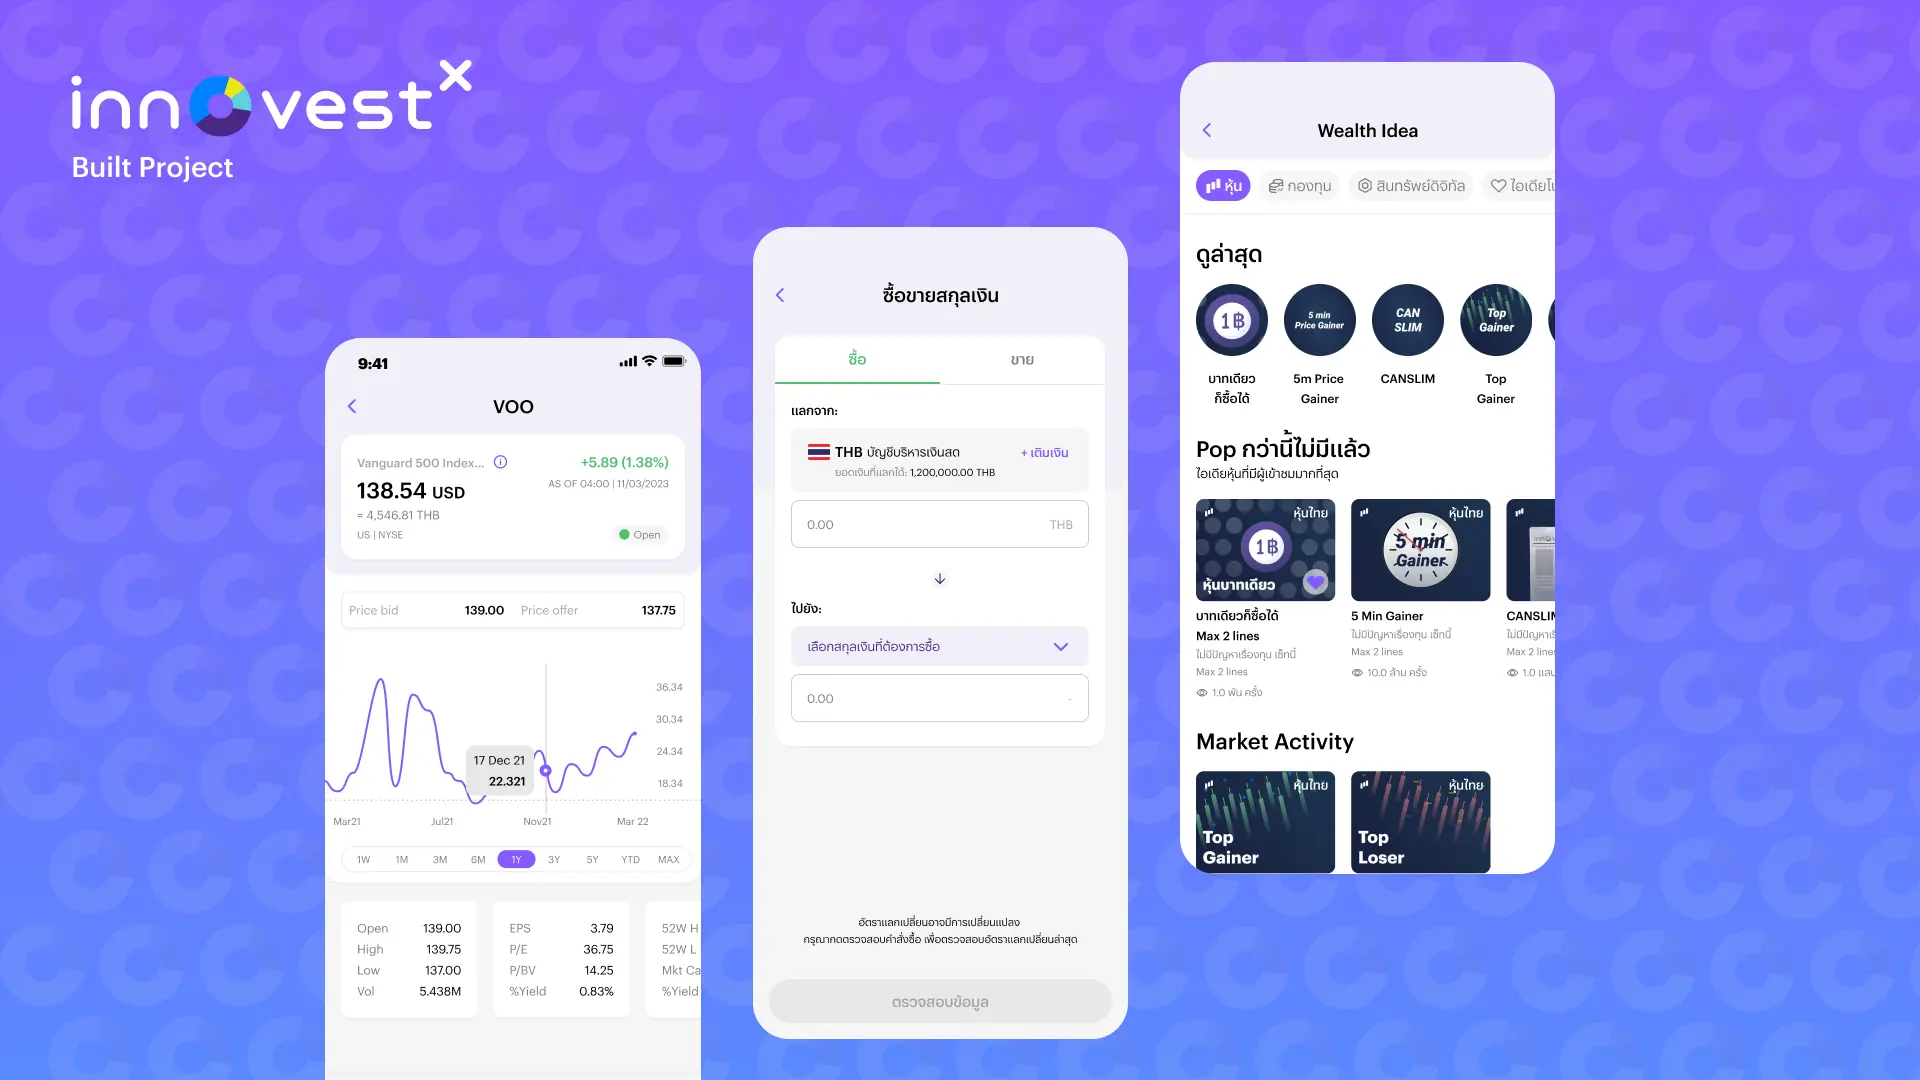 innovestx
Built Project
9:41
VOO
Vanguard 500 Index...
+5.89 (1.38%)
138.54 USD
AS OF 04:00 | 11/03/2023
≈ 4,546.81 THB
US | NYSE
Open
Price bid 139.00 Price offer 137.75
36.34
30.34
24.34
18.34
17 Dec 21
22.321
Mar21 Jul21 Nov21 Mar 22
1W 1M 3M 6M 1Y 3Y 5Y YTD MAX
Open 139.00
High 139.75
Low 137.00
Vol 5.438M
EPS 3.79
P/E 36.75
P/BV 14.25
%Yield 0.83%
52W H
52W L
Mkt Ca
%Yield
ซื้อขายสกุลเงิน
ซื้อ ขาย
แลกจาก:
THB บัญชีบริหารเงินสด + เติมเงิน
ยอดเงินที่แลกได้: 1,200,000.00 THB
0.00 THB
ไปยัง:
เลือกสกุลเงินที่ต้องการซื้อ
0.00 -
อัตราแลกเปลี่ยนอาจมีการเปลี่ยนแปลง
กรุณากดตรวจสอบคำสั่งซื้อ เพื่อตรวจสอบอัตราแลกเปลี่ยนล่าสุด
ตรวจสอบข้อมูล
Wealth Idea
หุ้น กองทุน สินทรัพย์ดิจิทัล ไอเดียโ
ดูล่าสุด
1฿
5 min
Price Gainer
CAN
SLIM
Top
Gainer
บาทเดียว
ก็ซื้อได้
5m Price
Gainer
CANSLIM
Top
Gainer
Pop กว่านี้ไม่มีแล้ว
ไอเดียหุ้นที่มีผู้เข้าชมมากที่สุด
หุ้นไทย
1฿
หุ้นบาทเดียว
หุ้นไทย
5 min
Gainer
บาทเดียวก็ซื้อได้
Max 2 lines
ไม่มีปัญหาเรื่องทุน เซ็ทนี้
Max 2 lines
1.0 พัน ครั้ง
5 Min Gainer
ไม่มีปัญหาเรื่องทุน เซ็ทนี้
Max 2 lines
10.0 ล้าน ครั้ง
CANSLIM
ไม่มีปัญหาเรื่
Max 2 lines
1.0 แสน
Market Activity
หุ้นไทย
Top
Gainer
หุ้นไทย
Top
Loser